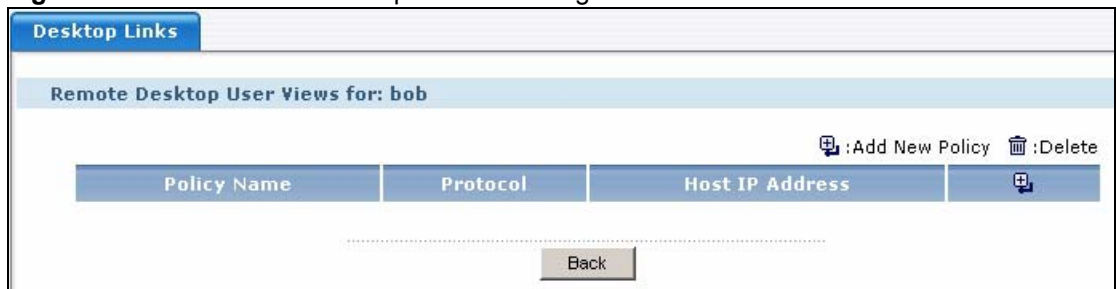 Desktop Links
Remote Desktop User Views for: bob
:Add New Policy :Delete
Policy Name Protocol Host IP Address
Back